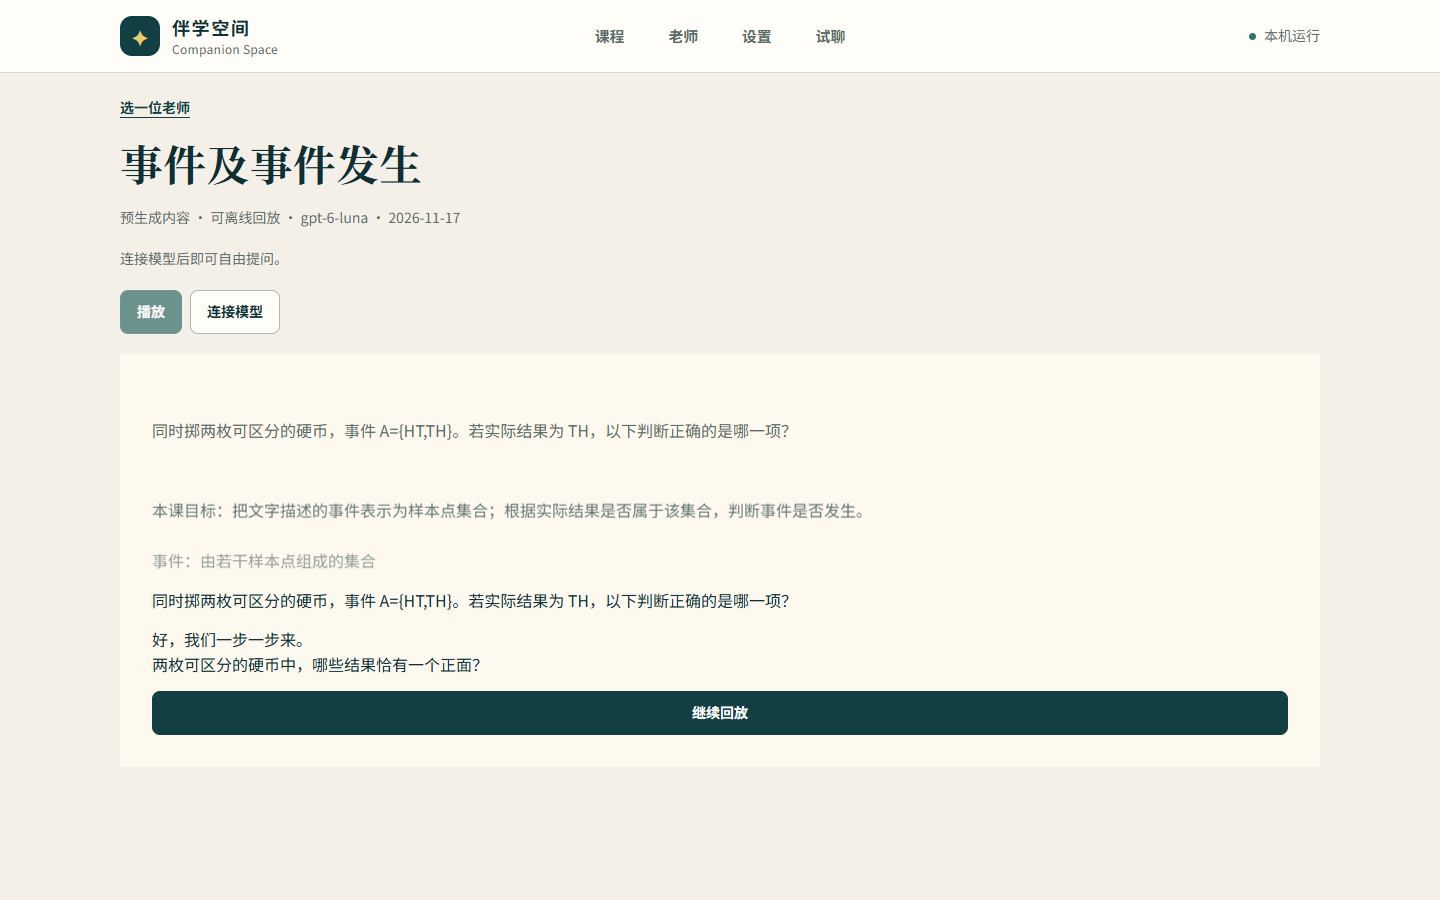 伴学空间
Companion Space
课程
老师
设置
试聊
本机运行
选一位老师
事件及事件发生
预生成内容 · 可离线回放 · gpt-6-luna · 2026-11-17
连接模型后即可自由提问。
播放
连接模型
同时掷两枚可区分的硬币，事件 A={HT,TH}。若实际结果为 TH，以下判断正确的是哪一项？
本课目标：把文字描述的事件表示为样本点集合；根据实际结果是否属于该集合，判断事件是否发生。
事件：由若干样本点组成的集合
同时掷两枚可区分的硬币，事件 A={HT,TH}。若实际结果为 TH，以下判断正确的是哪一项？
好，我们一步一步来。
两枚可区分的硬币中，哪些结果恰有一个正面？
继续回放